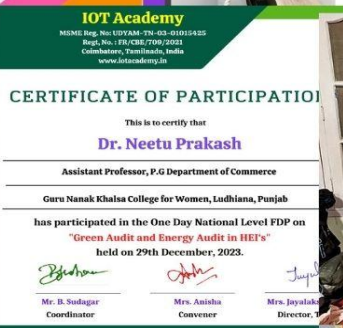 IOT Academy
MSME Reg. No: UDYAM-TN-03-01015425
Regt, No. : FR/CBE/709/2021
Coimbatore, Tamilnadu, India
www.iotacademy.in
CERTIFICATE OF PARTICIPATIO
This is to certify that
Dr. Neetu Prakash
Assistant Professor, P.G Department of Commerce
Guru Nanak Khalsa College for Women, Ludhiana, Punjab
has participated in the One Day National Level FDP on
"Green Audit and Energy Audit in HEI's"
held on 29th December, 2023.
Mr. B. Sudagar
Mrs. Anisha
Mrs. Jayalak
Coordinator
Convener
Director,